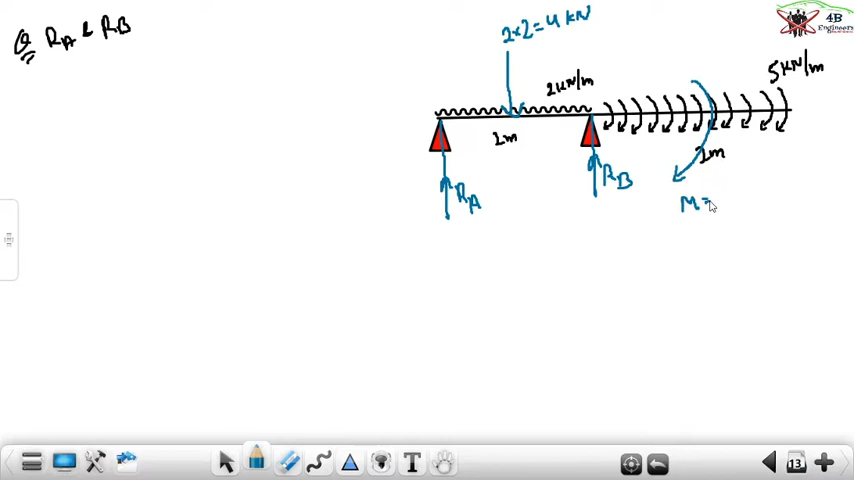 Q RA & RB
4B
Engineers
2×2=4 kN
5kN/m
2kN/m
2m
2m
RA
RB
M=
13